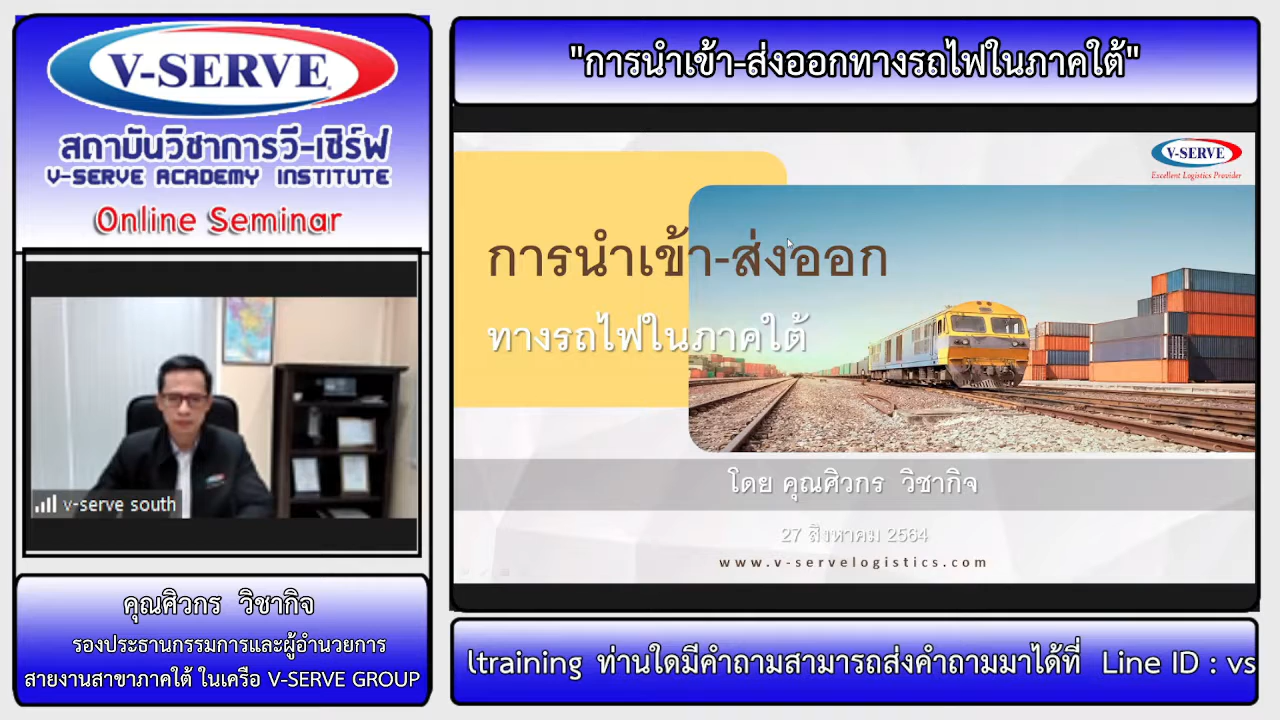 V-SERVE
สถาบันวิชาการวี-เซิร์ฟ
V-SERVE ACADEMY INSTITUTE
Online Seminar
v-serve south
คุณศิวกร วิชากิจ
รองประธานกรรมการและผู้อำนวยการ
สายงานสาขาภาคใต้ ในเครือ V-SERVE GROUP
"การนำเข้า-ส่งออกทางรถไฟในภาคใต้"
V-SERVE
Excellent Logistics Provider
การนำเข้า-ส่งออก
ทางรถไฟในภาคใต้
โดย คุณศิวกร วิชากิจ
27 สิงหาคม 2564
www.v-servelogistics.com
ltraining ท่านใดมีคำถามสามารถส่งคำถามมาได้ที่ Line ID : vs